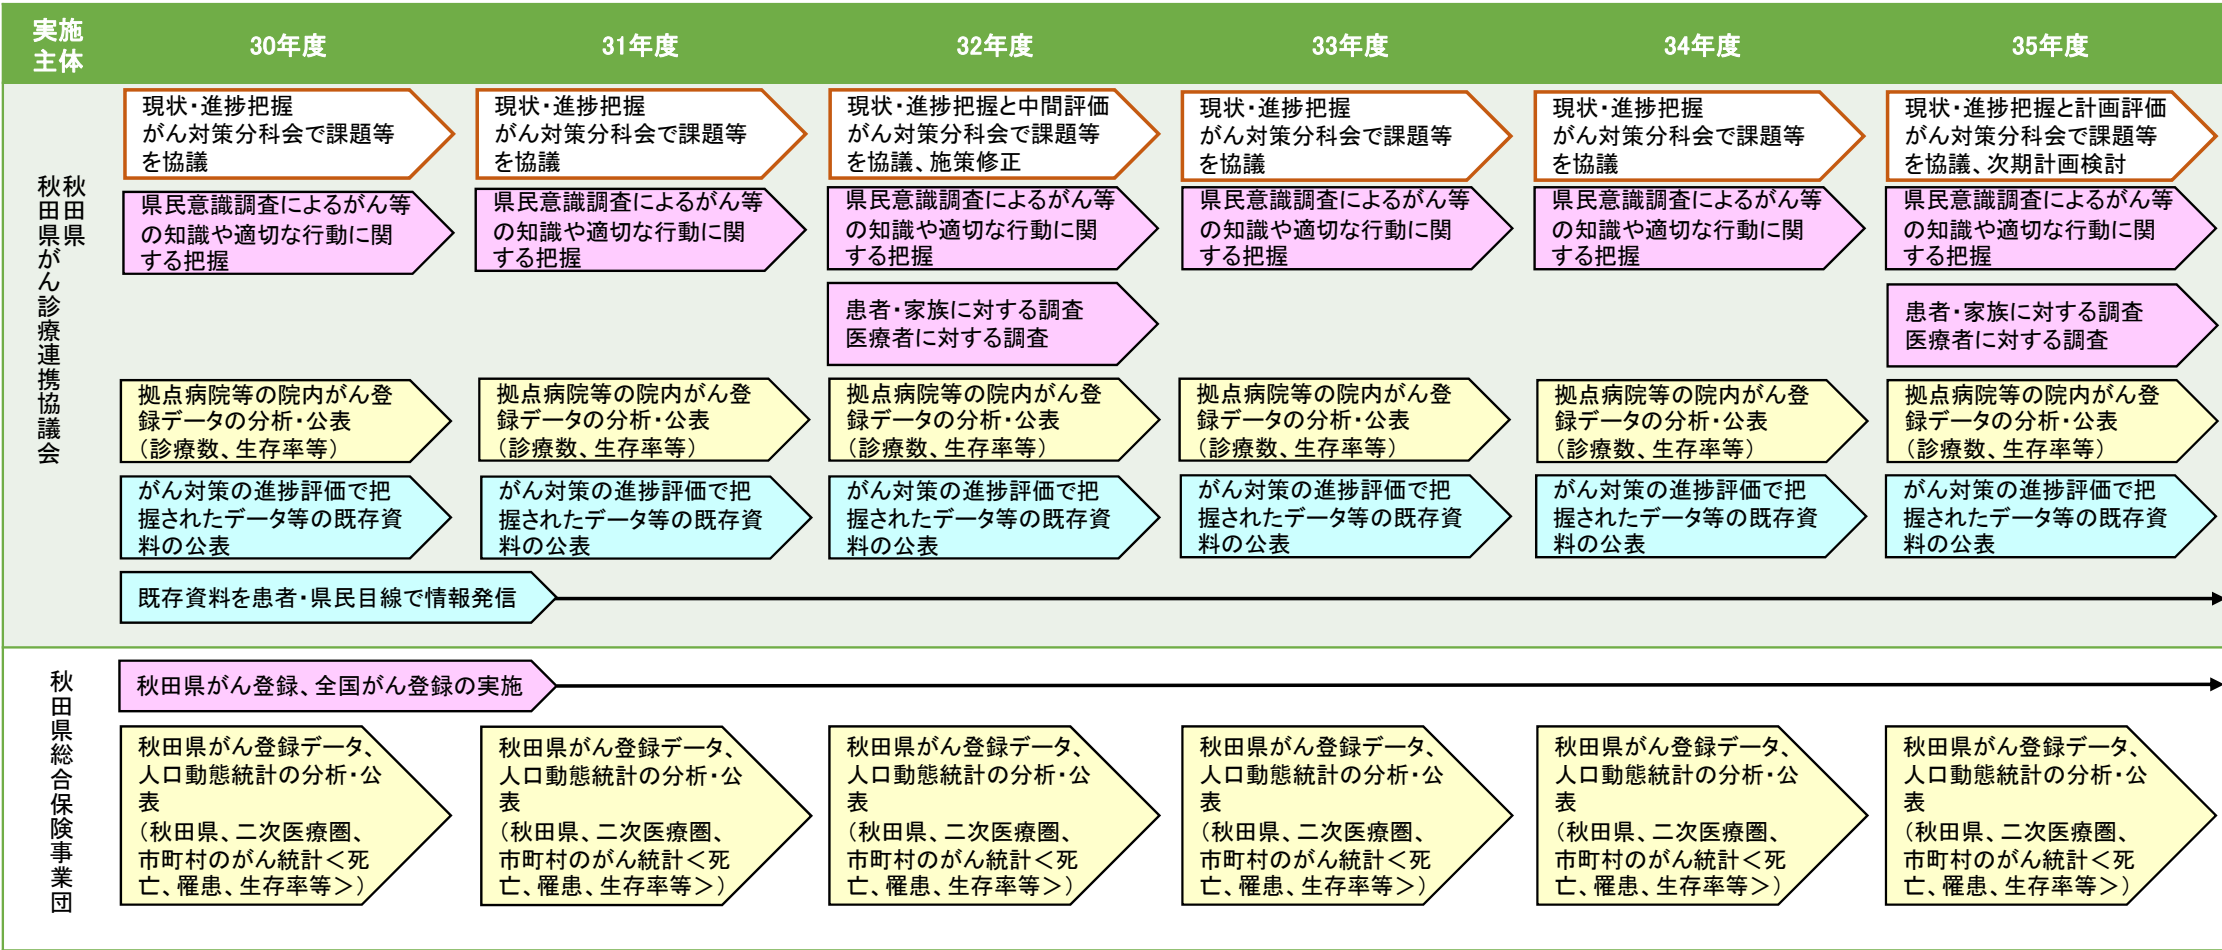 実施
主体
30年度
31年度
32年度
33年度
34年度
35年度
秋田県
秋田県がん診療連携協議会
現状・進捗把握
がん対策分科会で課題等
を協議
現状・進捗把握
がん対策分科会で課題等
を協議
現状・進捗把握と中間評価
がん対策分科会で課題等
を協議、施策修正
現状・進捗把握
がん対策分科会で課題等
を協議
現状・進捗把握
がん対策分科会で課題等
を協議
現状・進捗把握と計画評価
がん対策分科会で課題等
を協議、次期計画検討
県民意識調査によるがん等
の知識や適切な行動に関
する把握
県民意識調査によるがん等
の知識や適切な行動に関
する把握
県民意識調査によるがん等
の知識や適切な行動に関
する把握
県民意識調査によるがん等
の知識や適切な行動に関
する把握
県民意識調査によるがん等
の知識や適切な行動に関
する把握
県民意識調査によるがん等
の知識や適切な行動に関
する把握
患者・家族に対する調査
医療者に対する調査
患者・家族に対する調査
医療者に対する調査
拠点病院等の院内がん登
録データの分析・公表
（診療数、生存率等）
拠点病院等の院内がん登
録データの分析・公表
（診療数、生存率等）
拠点病院等の院内がん登
録データの分析・公表
（診療数、生存率等）
拠点病院等の院内がん登
録データの分析・公表
（診療数、生存率等）
拠点病院等の院内がん登
録データの分析・公表
（診療数、生存率等）
拠点病院等の院内がん登
録データの分析・公表
（診療数、生存率等）
がん対策の進捗評価で把
握されたデータ等の既存資
料の公表
がん対策の進捗評価で把
握されたデータ等の既存資
料の公表
がん対策の進捗評価で把
握されたデータ等の既存資
料の公表
がん対策の進捗評価で把
握されたデータ等の既存資
料の公表
がん対策の進捗評価で把
握されたデータ等の既存資
料の公表
がん対策の進捗評価で把
握されたデータ等の既存資
料の公表
既存資料を患者・県民目線で情報発信
秋田県総合保険事業団
秋田県がん登録、全国がん登録の実施
秋田県がん登録データ、
人口動態統計の分析・公
表
（秋田県、二次医療圏、
市町村のがん統計＜死
亡、罹患、生存率等＞）
秋田県がん登録データ、
人口動態統計の分析・公
表
（秋田県、二次医療圏、
市町村のがん統計＜死
亡、罹患、生存率等＞）
秋田県がん登録データ、
人口動態統計の分析・公
表
（秋田県、二次医療圏、
市町村のがん統計＜死
亡、罹患、生存率等＞）
秋田県がん登録データ、
人口動態統計の分析・公
表
（秋田県、二次医療圏、
市町村のがん統計＜死
亡、罹患、生存率等＞）
秋田県がん登録データ、
人口動態統計の分析・公
表
（秋田県、二次医療圏、
市町村のがん統計＜死
亡、罹患、生存率等＞）
秋田県がん登録データ、
人口動態統計の分析・公
表
（秋田県、二次医療圏、
市町村のがん統計＜死
亡、罹患、生存率等＞）